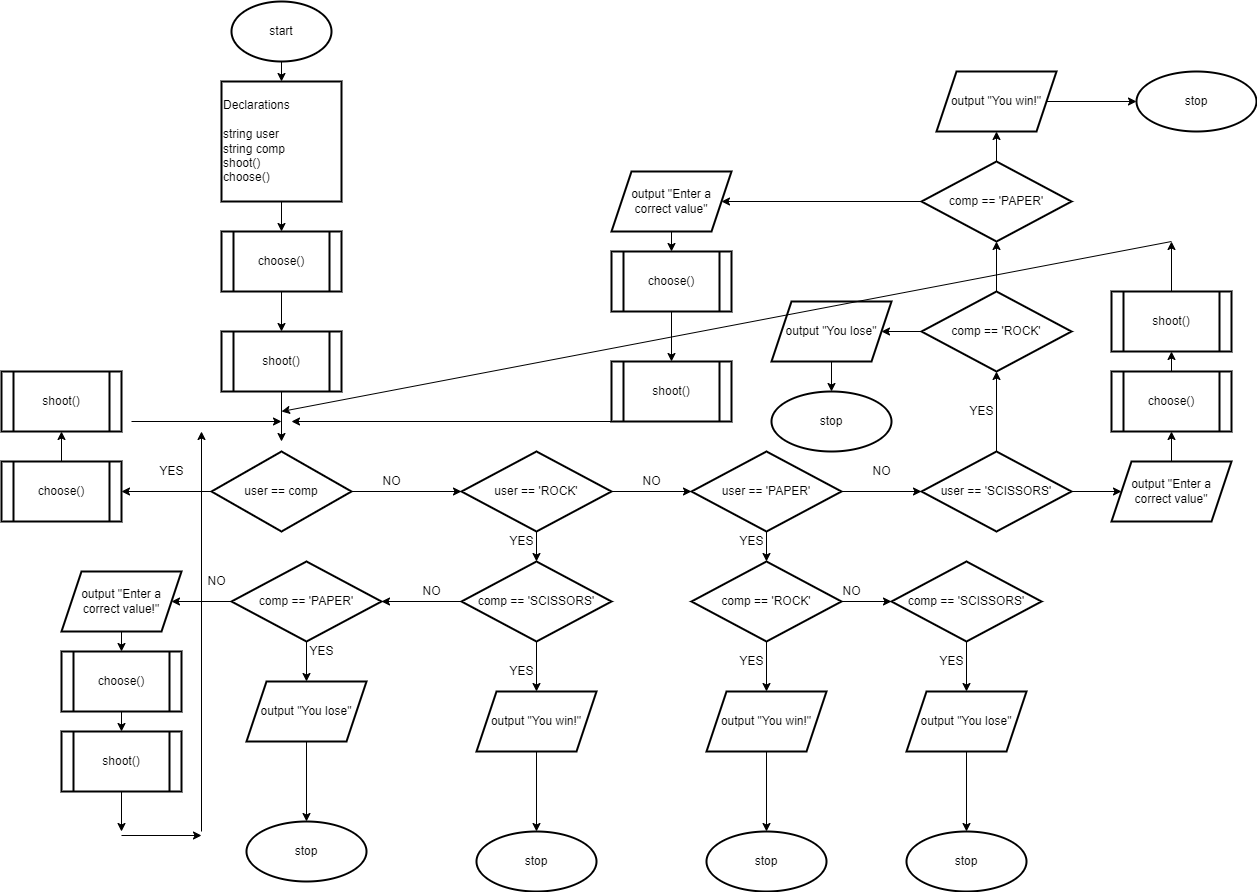 start
Declarations
string user
string comp
shoot()
choose()
output "You win!"
stop
output "Enter a
correct value"
comp == 'PAPER'
choose()
choose()
shoot()
output "You lose"
comp == 'ROCK'
shoot()
shoot()
shoot()
choose()
stop
YES
YES
NO
NO
NO
choose()
user == comp
user == 'ROCK'
user == 'PAPER'
user == 'SCISSORS'
output "Enter a
correct value"
YES
YES
NO
NO
NO
output "Enter a
correct value!"
comp == 'PAPER'
comp == 'SCISSORS'
comp == 'ROCK'
comp == 'SCISSORS'
YES
YES
YES
YES
choose()
output "You lose"
output "You win!"
output "You win!"
output "You lose"
shoot()
stop
stop
stop
stop